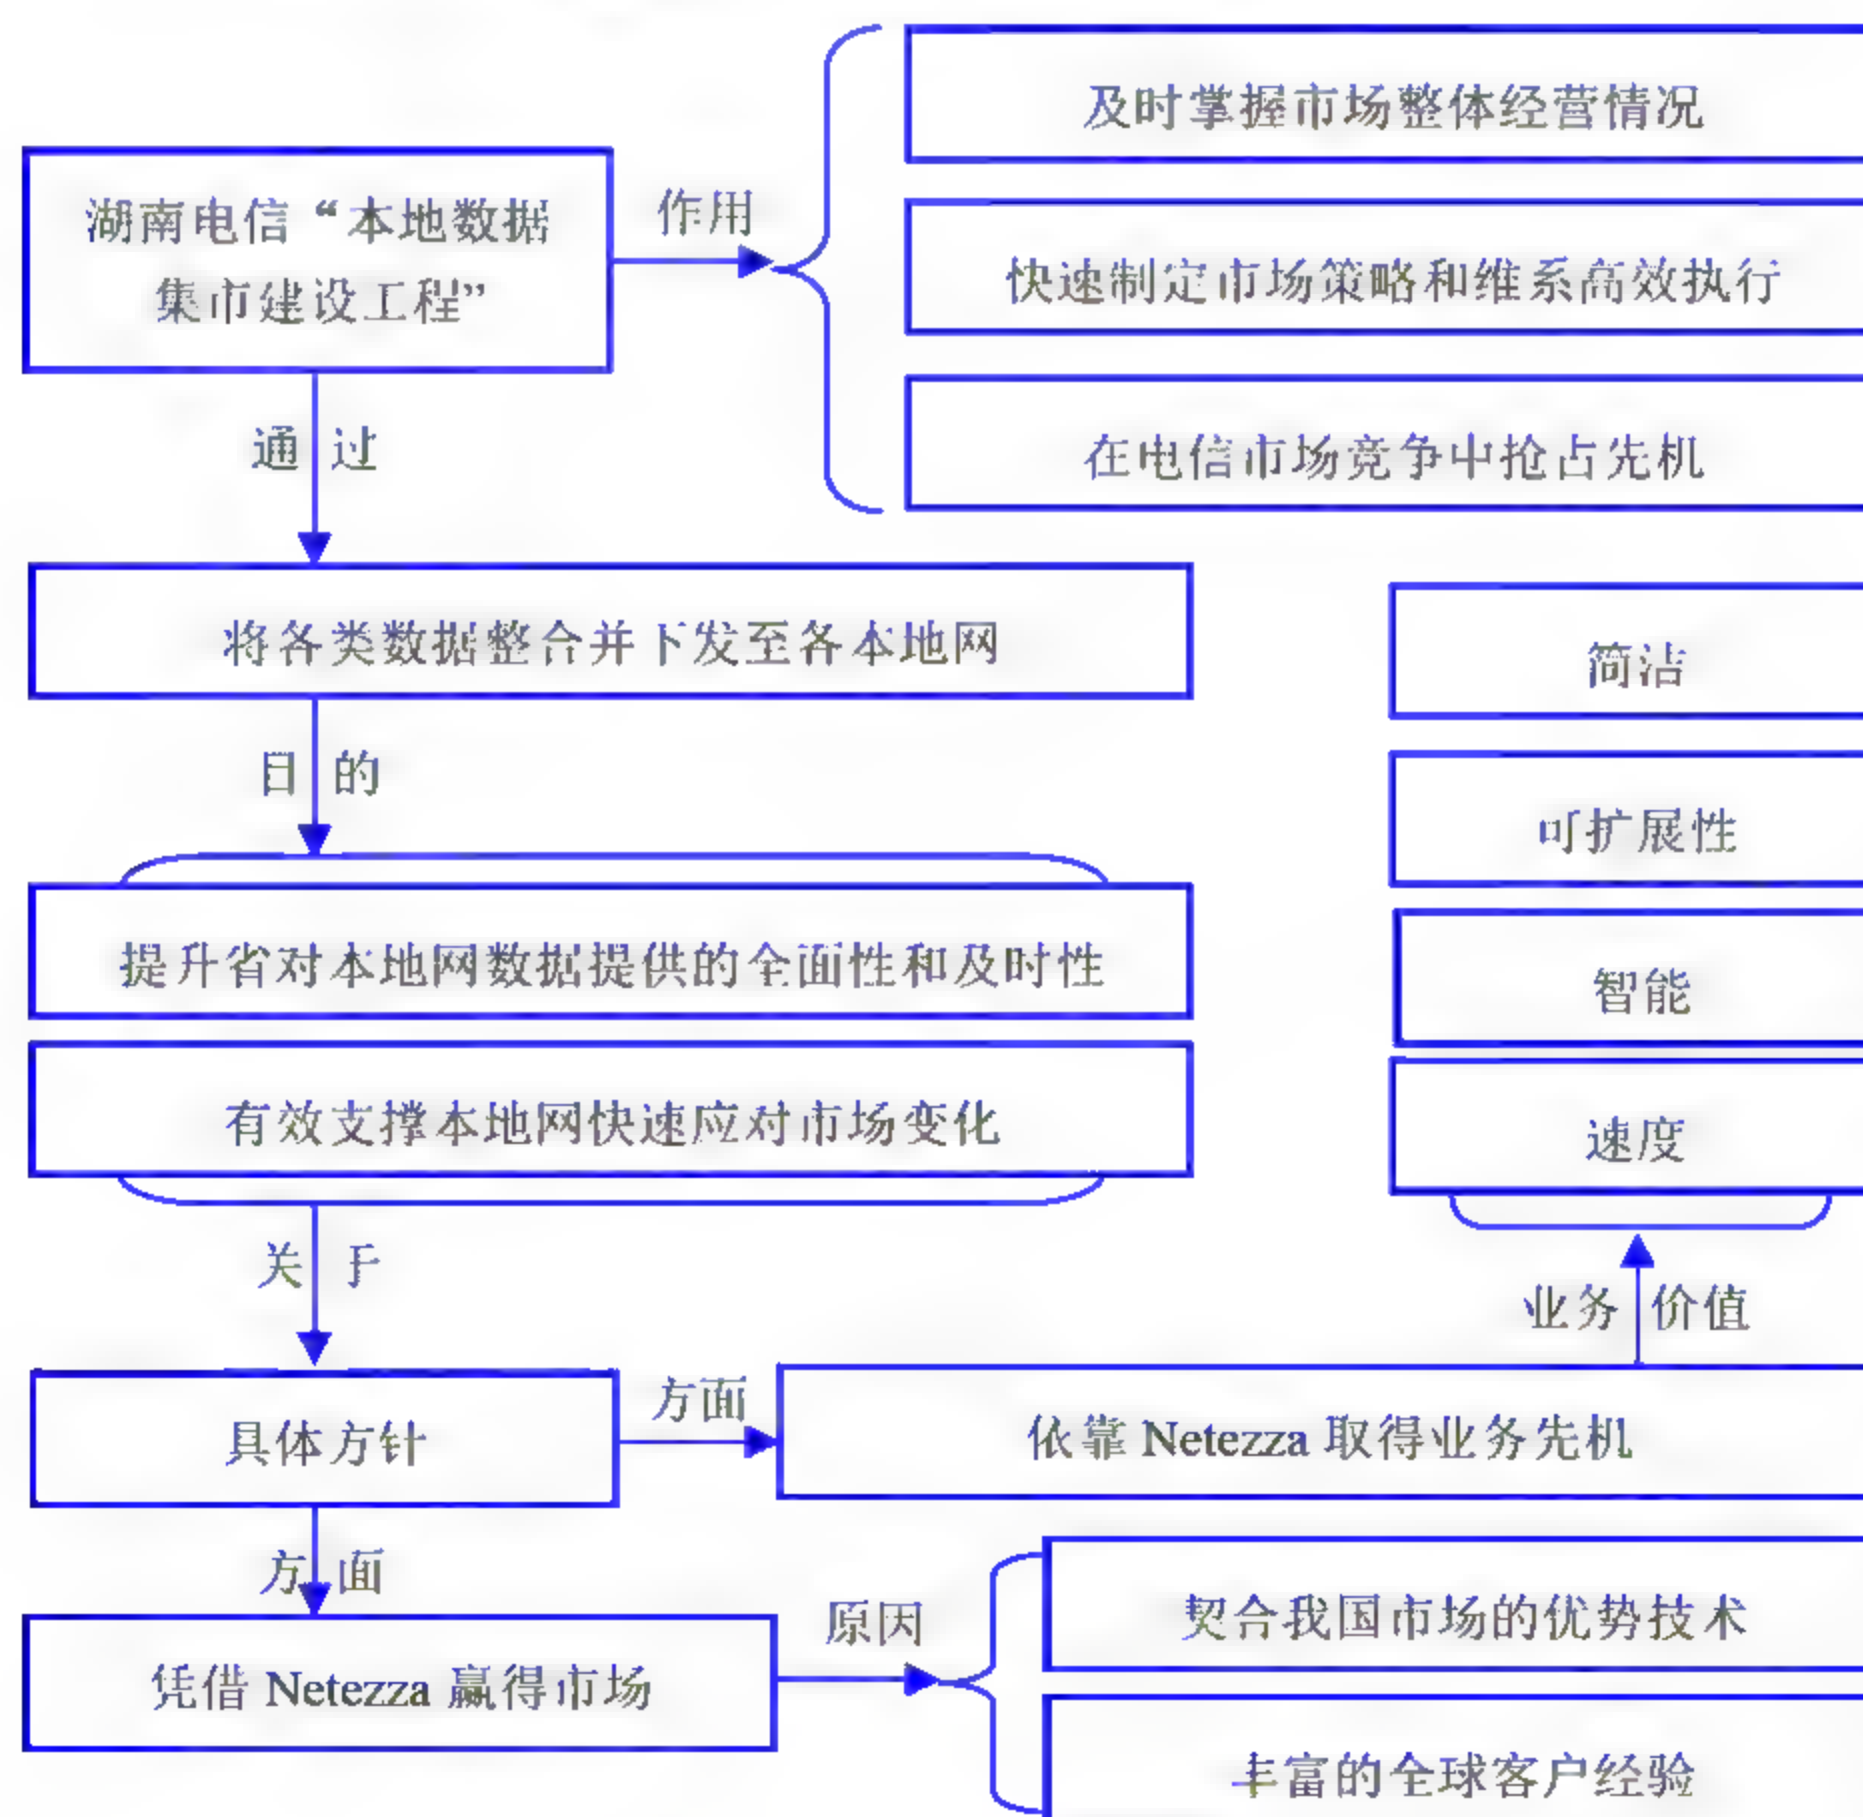 及时掌握市场整体经营情况
湖南电信“本地数据
集市建设工程”
作用
快速制定市场策略和维系高效执行
在电信市场竞争中抢占先机
通过
将各类数据整合并下发至各本地网
简洁
目的
可扩展性
提升省对本地网数据提供的全面性和及时性
智能
有效支撑本地网快速应对市场变化
速度
关于
业务价值
具体方针
方面
依靠 Netezza 取得业务先机
方面
契合我国市场的优势技术
原因
凭借 Netezza 赢得市场
丰富的全球客户经验